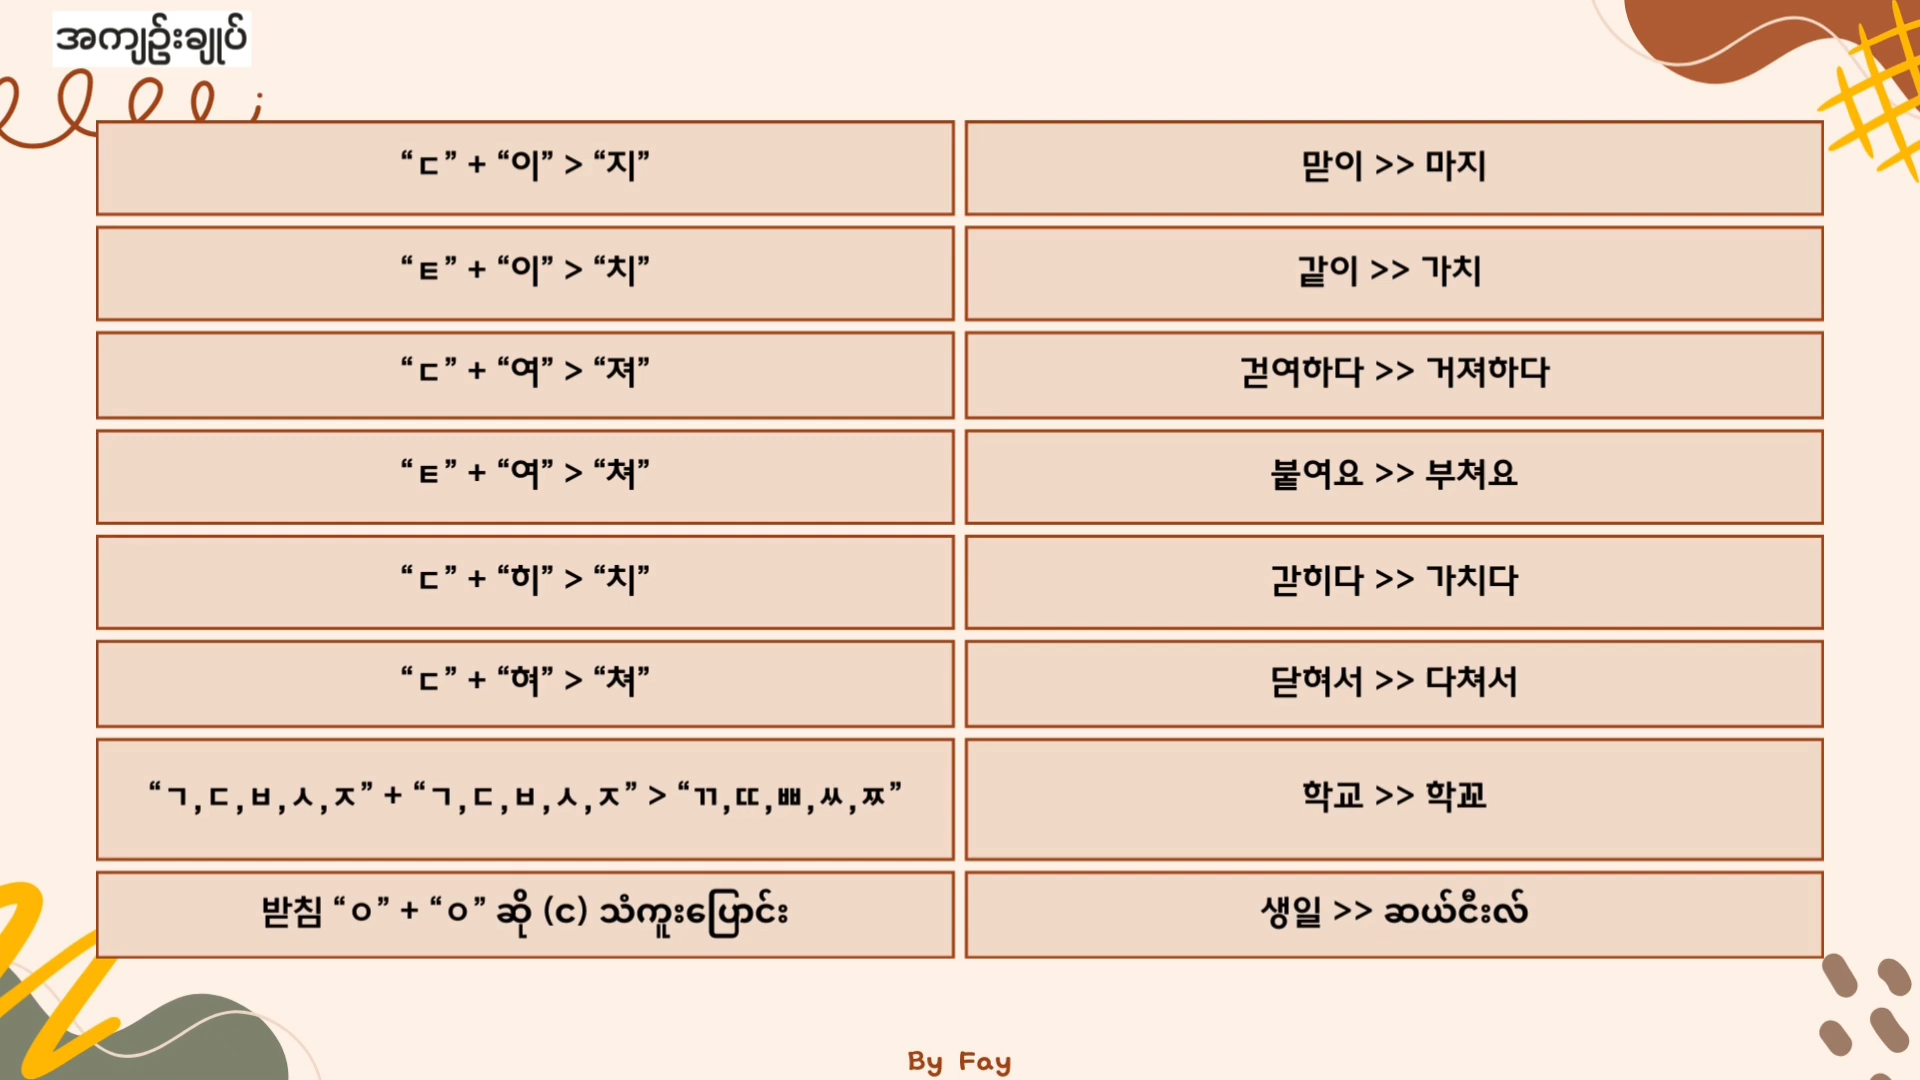 အကျဉ်းချုပ်
“ㄷ” + “이” > “지”
맏이 >> 마지
“ㅌ” + “이” > “치”
같이 >> 가치
“ㄷ” + “여” > “져”
걷여하다 >> 거져하다
“ㅌ” + “여” > “쳐”
붙여요 >> 부쳐요
“ㄷ” + “히” > “치”
갇히다 >> 가치다
“ㄷ” + “혀” > “쳐”
닫혀서 >> 다쳐서
“ㄱ,ㄷ,ㅂ,ㅅ,ㅈ” + “ㄱ,ㄷ,ㅂ,ㅅ,ㅈ” > “ㄲ,ㄸ,ㅃ,ㅆ,ㅉ”
학교 >> 학꾜
받침 “ㅇ” + “ㅇ” ဆို (င) သံကူးပြောင်း
생일 >> ဆယ်ငီးလ်
By Fay